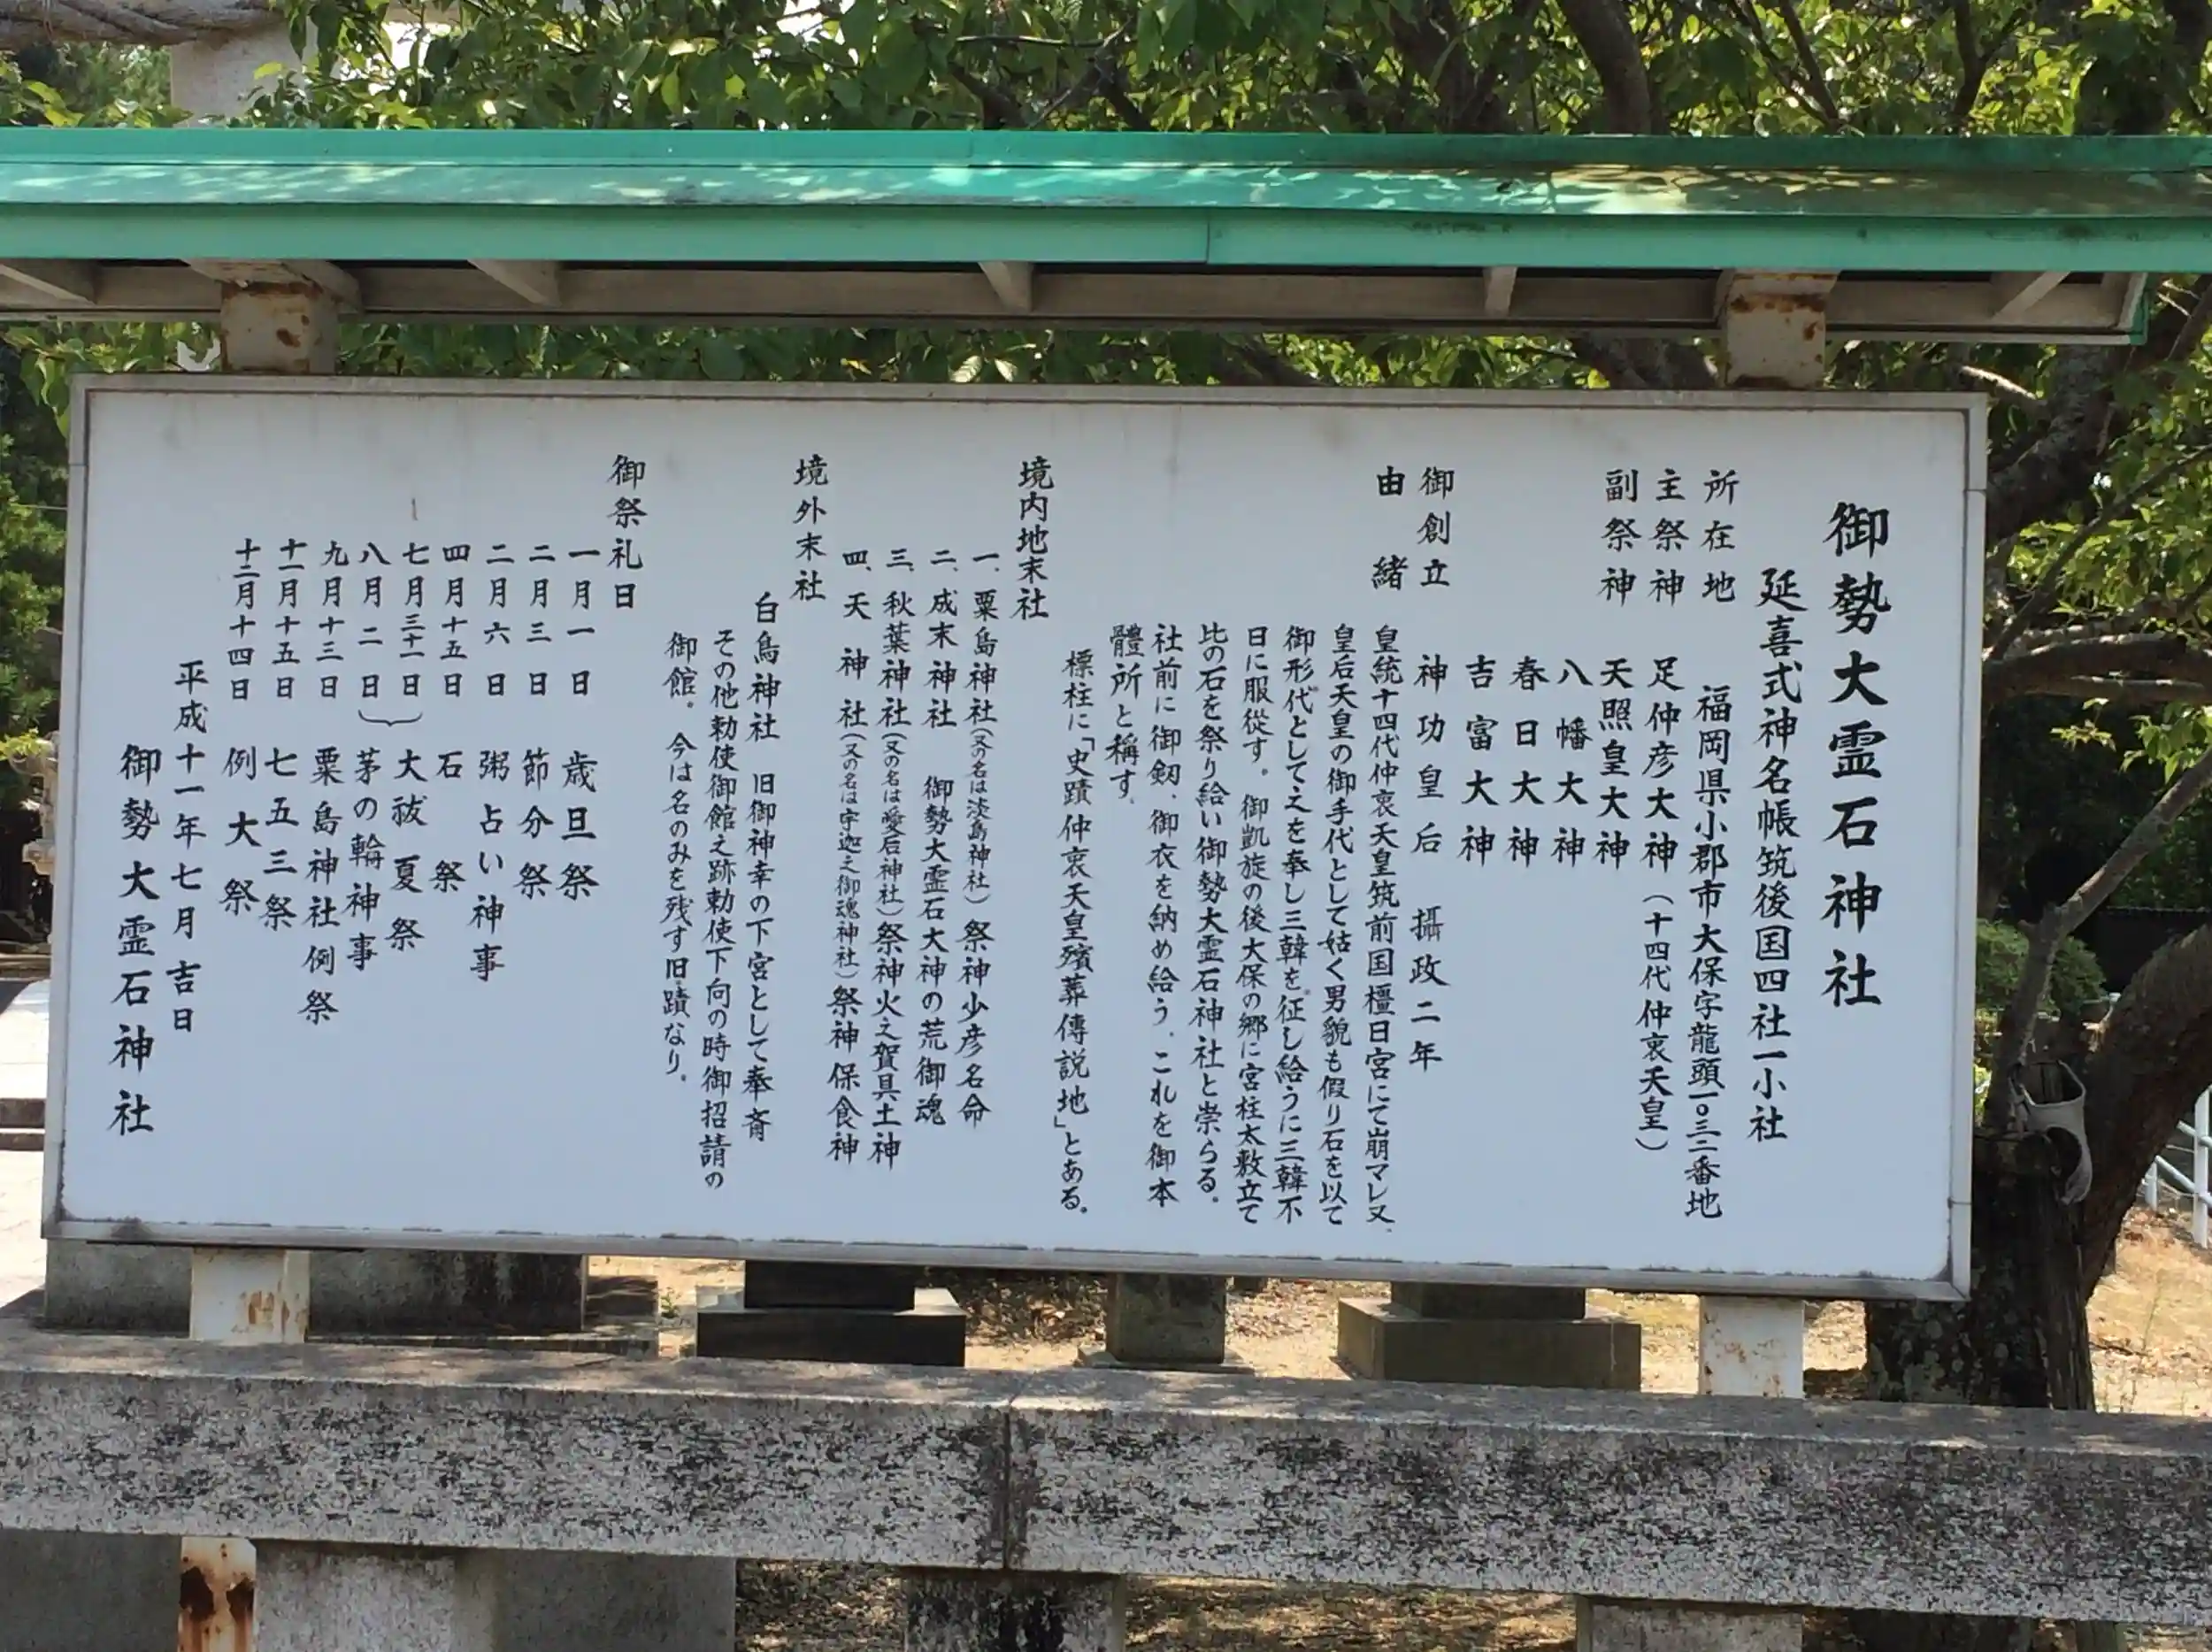 御勢大霊石神社
延喜式神名帳筑後国四社一小社
所在地 福岡県小郡市大保字龍頭一〇三二番地
主祭神 足仲彦大神（十四代仲哀天皇）
副祭神 天照皇大神
八幡大神
春日大神
吉富大神
御創立 神功皇后 攝政二年
由緒 皇統十四代仲哀天皇筑前国橿日宮にて崩マレ又、
皇后天皇の御手代として姑く男貌も假り石を以て
御形代として之を奉し三韓を征し給うに三韓不
日に服從す。御凱旋の後大保の郷に宮柱太敷立て
比の石を祭り給い御勢大霊石神社と崇らる。
社前に御釼、御衣を納め給う、これを御本
體所と稱す、
標柱に「史蹟仲哀天皇殯葬傳説地」とある。
境内地末社
一、粟島神社（又の名は淡島神社）祭神少彦名命
二、成末神社 御勢大霊石大神の荒御魂
三、秋葉神社（又の名は愛后神社）祭神火之賀具土神
四、天神社（又の名は宇迦之御魂神社）祭神保食神
境外末社
白鳥神社 旧御神幸の下宮として奉斎
その他勅使御館之跡勅使下向の時御招請の
御館。今は名のみを残す旧蹟なり。
御祭礼日
一月一日 歳旦祭
二月三日 節分祭
二月六日 粥占い神事
四月十五日 石祭
七月三十一日 大祓夏祭
八月二日 茅の輪神事
九月十三日 粟島神社例祭
十一月十五日 七五三祭
十二月十四日 例大祭
平成十一年七月吉日
御勢大霊石神社